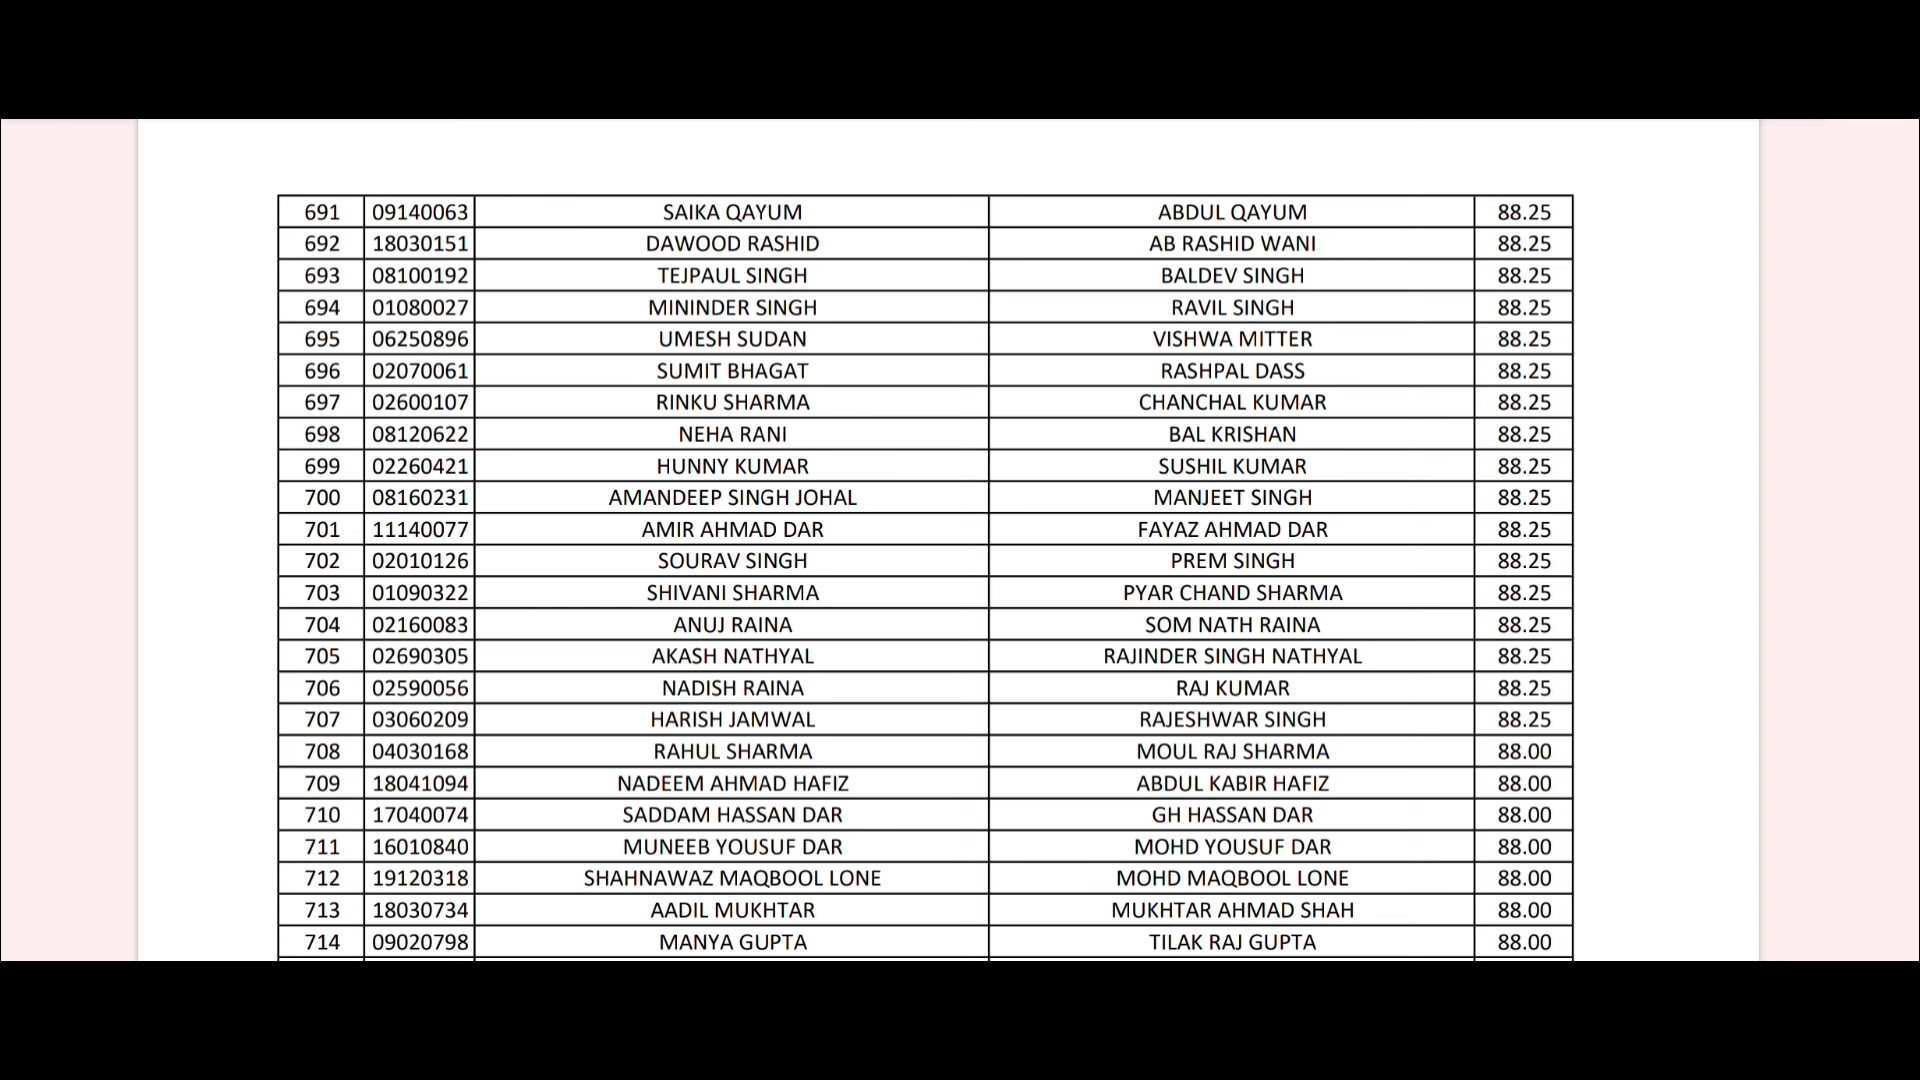 691 09140063 SAIKA QAYUM ABDUL QAYUM 88.25
692 18030151 DAWOOD RASHID AB RASHID WANI 88.25
693 08100192 TEJPAUL SINGH BALDEV SINGH 88.25
694 01080027 MININDER SINGH RAVIL SINGH 88.25
695 06250896 UMESH SUDAN VISHWA MITTER 88.25
696 02070061 SUMIT BHAGAT RASHPAL DASS 88.25
697 02600107 RINKU SHARMA CHANCHAL KUMAR 88.25
698 08120622 NEHA RANI BAL KRISHAN 88.25
699 02260421 HUNNY KUMAR SUSHIL KUMAR 88.25
700 08160231 AMANDEEP SINGH JOHAL MANJEET SINGH 88.25
701 11140077 AMIR AHMAD DAR FAYAZ AHMAD DAR 88.25
702 02010126 SOURAV SINGH PREM SINGH 88.25
703 01090322 SHIVANI SHARMA PYAR CHAND SHARMA 88.25
704 02160083 ANUJ RAINA SOM NATH RAINA 88.25
705 02690305 AKASH NATHYAL RAJINDER SINGH NATHYAL 88.25
706 02590056 NADISH RAINA RAJ KUMAR 88.25
707 03060209 HARISH JAMWAL RAJESHWAR SINGH 88.25
708 04030168 RAHUL SHARMA MOUL RAJ SHARMA 88.00
709 18041094 NADEEM AHMAD HAFIZ ABDUL KABIR HAFIZ 88.00
710 17040074 SADDAM HASSAN DAR GH HASSAN DAR 88.00
711 16010840 MUNEEB YOUSUF DAR MOHD YOUSUF DAR 88.00
712 19120318 SHAHNAWAZ MAQBOOL LONE MOHD MAQBOOL LONE 88.00
713 18030734 AADIL MUKHTAR MUKHTAR AHMAD SHAH 88.00
714 09020798 MANYA GUPTA TILAK RAJ GUPTA 88.00